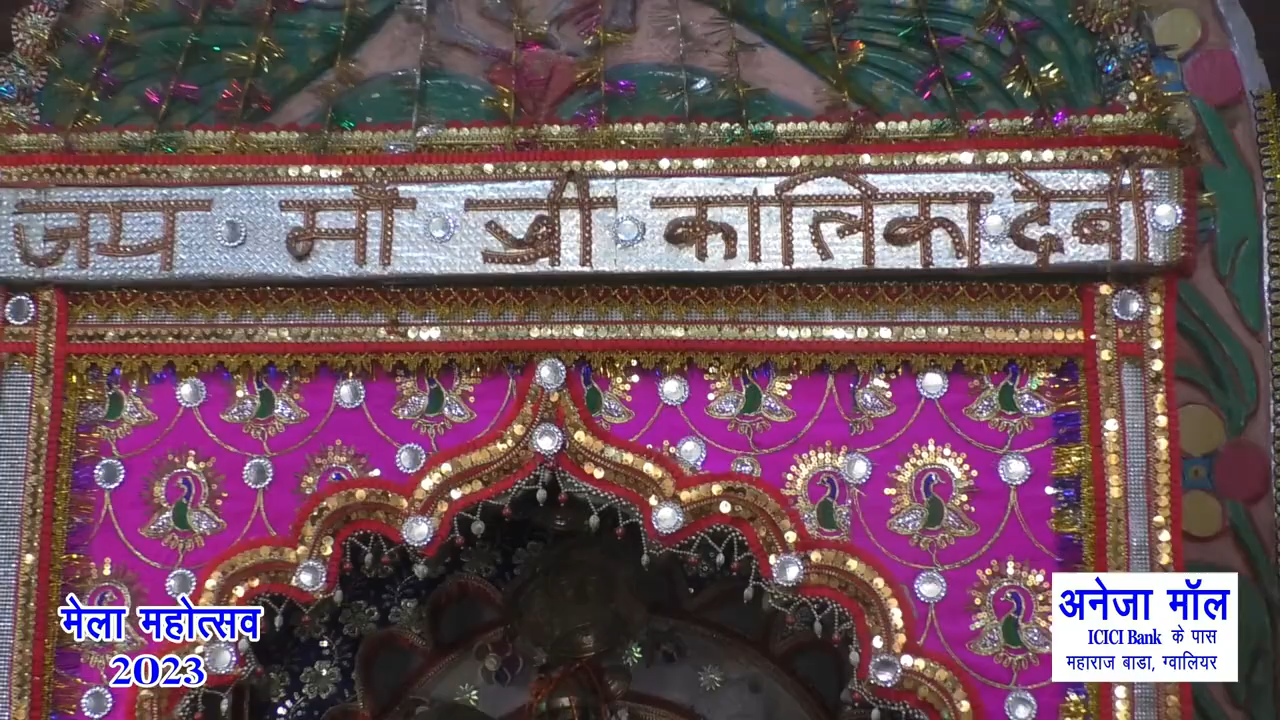 जय माँ श्री कालिका देवी
मेला महोत्सव
2023
अनेजा मॉल
ICICI Bank के पास
महाराज बाडा, ग्वालियर